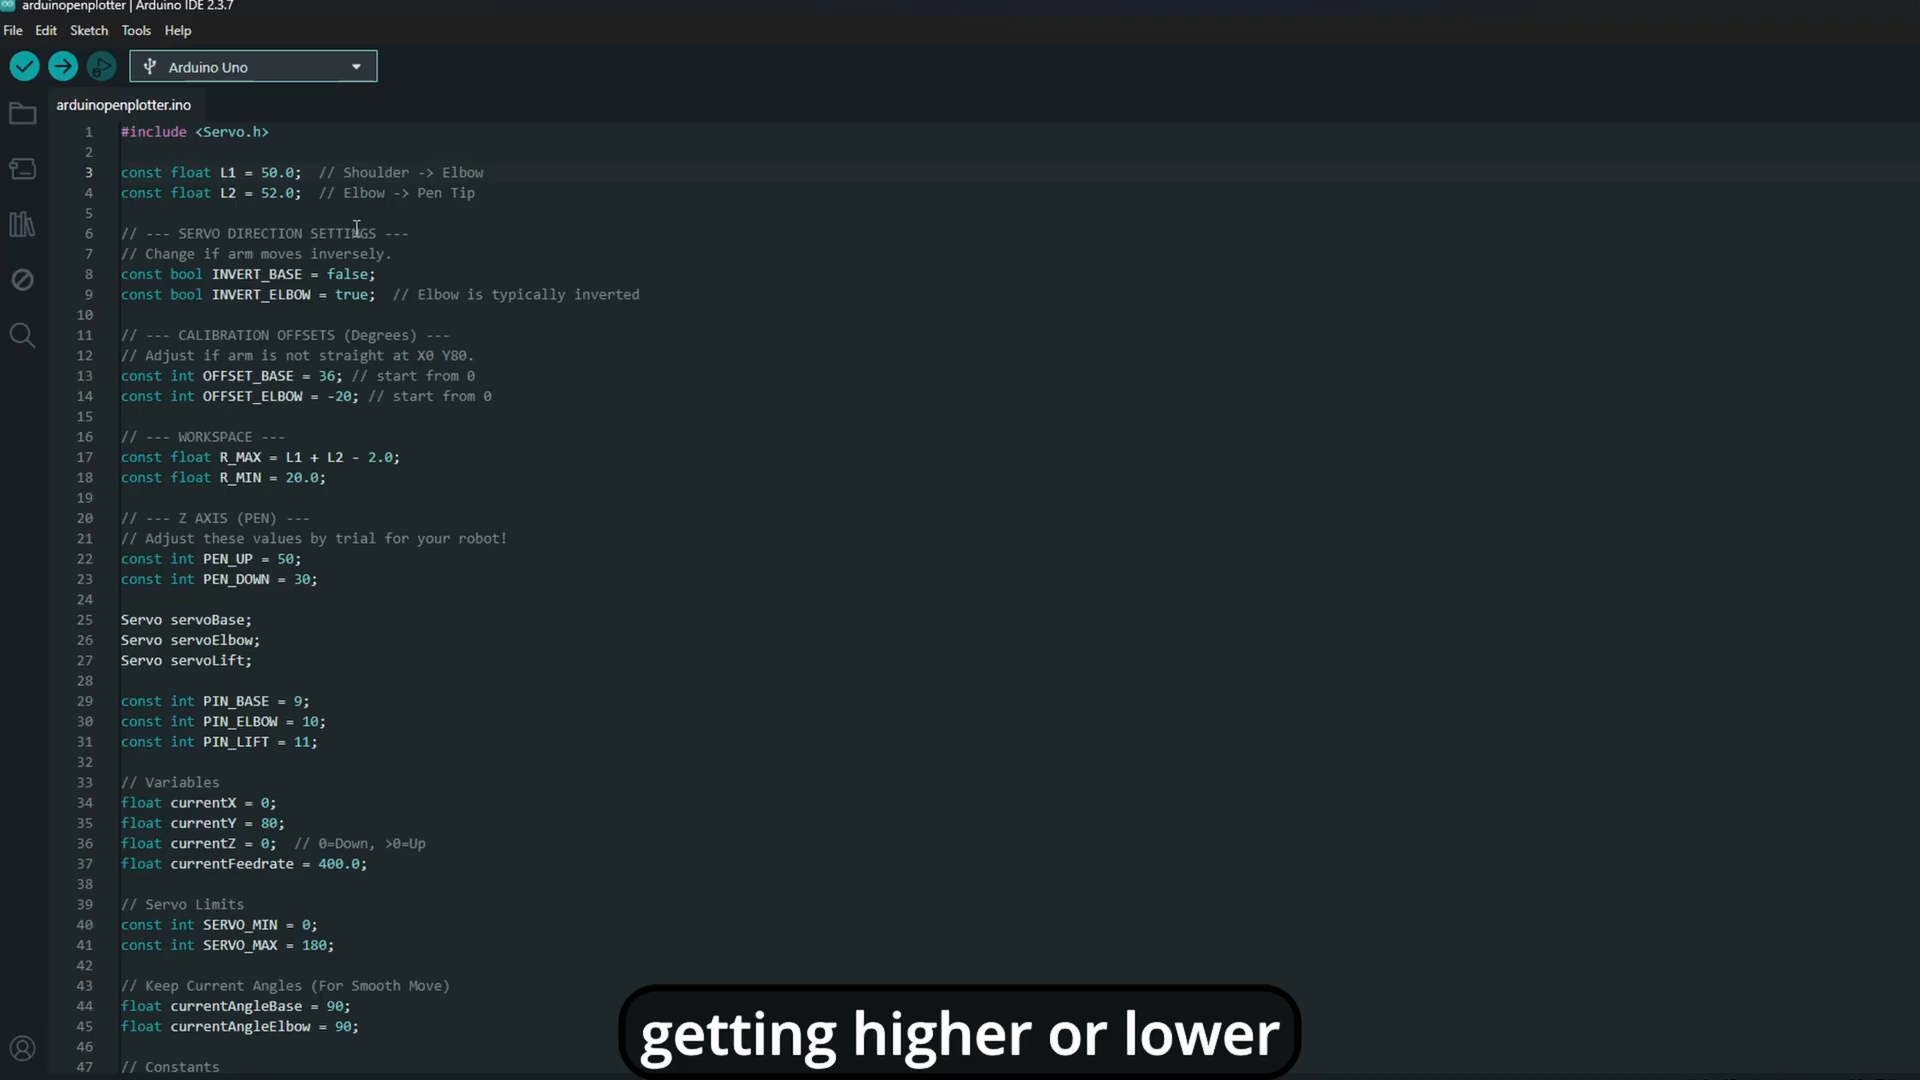 arduinopenplotter | Arduino IDE 2.3.7
File Edit Sketch Tools Help
Arduino Uno
arduinopenplotter.ino
1 #include <Servo.h>
2
3 const float L1 = 50.0; // Shoulder -> Elbow
4 const float L2 = 52.0; // Elbow -> Pen Tip
5
6 // --- SERVO DIRECTION SETTINGS ---
7 // Change if arm moves inversely.
8 const bool INVERT_BASE = false;
9 const bool INVERT_ELBOW = true; // Elbow is typically inverted
10
11 // --- CALIBRATION OFFSETS (Degrees) ---
12 // Adjust if arm is not straight at X0 Y80.
13 const int OFFSET_BASE = 36; // start from 0
14 const int OFFSET_ELBOW = -20; // start from 0
15
16 // --- WORKSPACE ---
17 const float R_MAX = L1 + L2 - 2.0;
18 const float R_MIN = 20.0;
19
20 // --- Z AXIS (PEN) ---
21 // Adjust these values by trial for your robot!
22 const int PEN_UP = 50;
23 const int PEN_DOWN = 30;
24
25 Servo servoBase;
26 Servo servoElbow;
27 Servo servoLift;
28
29 const int PIN_BASE = 9;
30 const int PIN_ELBOW = 10;
31 const int PIN_LIFT = 11;
32
33 // Variables
34 float currentX = 0;
35 float currentY = 80;
36 float currentZ = 0; // 0=Down, >0=Up
37 float currentFeedrate = 400.0;
38
39 // Servo Limits
40 const int SERVO_MIN = 0;
41 const int SERVO_MAX = 180;
42
43 // Keep Current Angles (For Smooth Move)
44 float currentAngleBase = 90;
45 float currentAngleElbow = 90;
46
47 // Constants
getting higher or lower